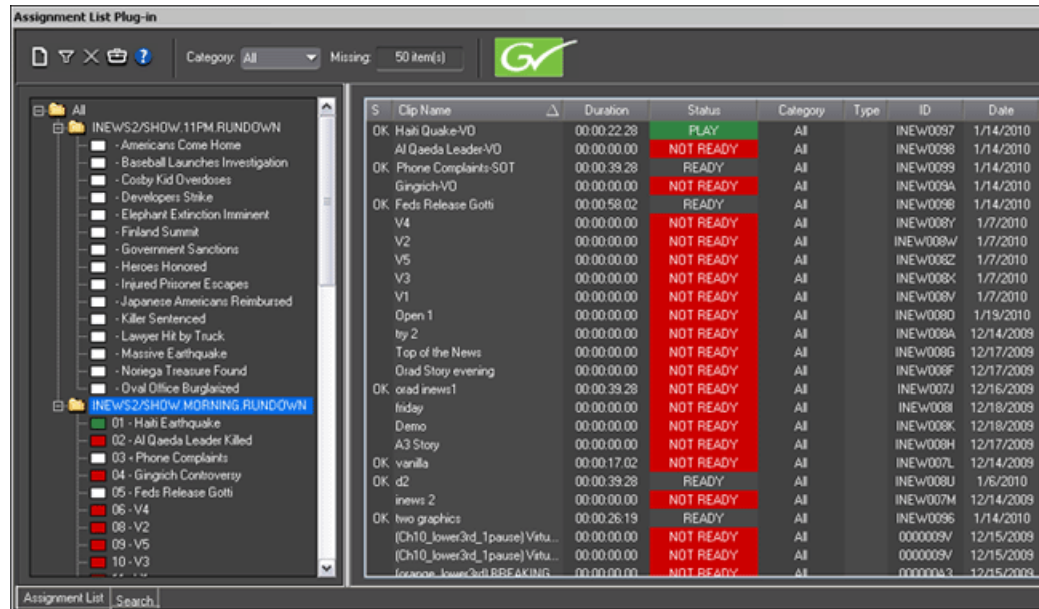 Assignment List Plug-in
Category: All Missing: 50 item(s) GV
All
INEWS2/SHOW.11PM.RUNDOWN
- Americans Come Home
- Baseball Launches Investigation
- Cosby Kid Overdoses
- Developers Strike
- Elephant Extinction Imminent
- Finland Summit
- Government Sanctions
- Heroes Honored
- Injured Prisoner Escapes
- Japanese Americans Reimbursed
- Killer Sentenced
- Lawyer Hit by Truck
- Massive Earthquake
- Noriega Treasure Found
- Oval Office Burglarized
INEWS2/SHOW.MORNING.RUNDOWN
01 - Haiti Earthquake
02 - Al Qaeda Leader Killed
03 - Phone Complaints
04 - Gingrich Controversy
05 - Feds Release Gotti
06 - V4
08 - V2
09 - V5
10 - V3
S Clip Name Duration Status Category Type ID Date
OK Haiti Quake-VO 00:00:22.28 PLAY All INEW0097 1/14/2010
Al Qaeda Leader-VO 00:00:00.00 NOT READY All INEW0098 1/14/2010
OK Phone Complaints-SOT 00:00:39.28 READY All INEW0099 1/14/2010
Gingrich-VO 00:00:00.00 NOT READY All INEW009A 1/14/2010
OK Feds Release Gotti 00:00:58.02 READY All INEW009B 1/14/2010
V4 00:00:00.00 NOT READY All INEW008Y 1/7/2010
V2 00:00:00.00 NOT READY All INEW008W 1/7/2010
V5 00:00:00.00 NOT READY All INEW008Z 1/7/2010
V3 00:00:00.00 NOT READY All INEW008X 1/7/2010
V1 00:00:00.00 NOT READY All INEW008V 1/7/2010
Open 1 00:00:00.00 NOT READY All INEW0080 1/19/2010
try 2 00:00:00.00 NOT READY All INEW008A 12/14/2009
Top of the News 00:00:00.00 NOT READY All INEW008G 12/17/2009
Orad Story evening 00:00:00.00 NOT READY All INEW008F 12/17/2009
OK orad inews1 00:00:39.28 NOT READY All INEW007J 12/16/2009
friday 00:00:00.00 NOT READY All INEW008I 12/18/2009
Demo 00:00:00.00 NOT READY All INEW008K 12/18/2009
A3 Story 00:00:00.00 NOT READY All INEW008H 12/17/2009
OK vanilla 00:00:17.02 NOT READY All INEW007L 12/14/2009
OK d2 00:00:39.28 READY All INEW008U 1/6/2010
inews 2 00:00:00.00 NOT READY All INEW007M 12/14/2009
OK two graphics 00:00:26:19 READY All INEW0096 1/14/2010
(Ch10_lower3rd_1pause) Virtu... 00:00:00.00 NOT READY All 0000009V 12/15/2009
(Ch10_lower3rd_1pause) Virtu... 00:00:00.00 NOT READY All 0000009V 12/15/2009
(orange_lower3rd) BREAKING 00:00:00.00 NOT READY All 000000A3 12/15/2009
Assignment List Search